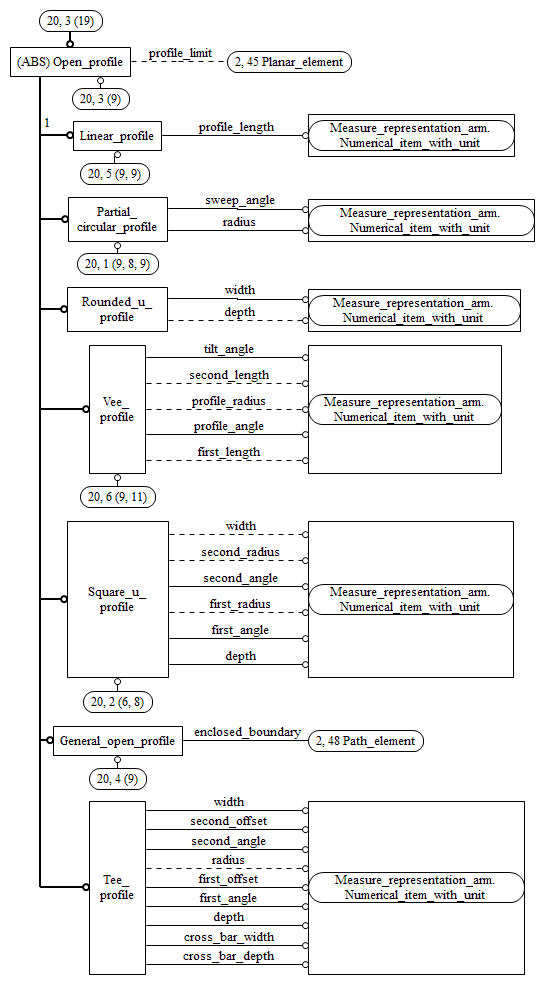 20, 3 (19)
(ABS) Open_profile
profile_limit
2, 45 Planar_element
20, 3 (9)
1
Linear_profile
profile_length
Measure_representation_arm.
Numerical_item_with_unit
20, 5 (9, 9)
Partial_
circular_profile
sweep_angle
radius
Measure_representation_arm.
Numerical_item_with_unit
20, 1 (9, 8, 9)
Rounded_u_
profile
width
depth
Measure_representation_arm.
Numerical_item_with_unit
Vee_
profile
tilt_angle
second_length
profile_radius
profile_angle
first_length
Measure_representation_arm.
Numerical_item_with_unit
20, 6 (9, 11)
Square_u_
profile
width
second_radius
second_angle
first_radius
first_angle
depth
Measure_representation_arm.
Numerical_item_with_unit
20, 2 (6, 8)
General_open_profile
enclosed_boundary
2, 48 Path_element
20, 4 (9)
Tee_
profile
width
second_offset
second_angle
radius
first_offset
first_angle
depth
cross_bar_width
cross_bar_depth
Measure_representation_arm.
Numerical_item_with_unit